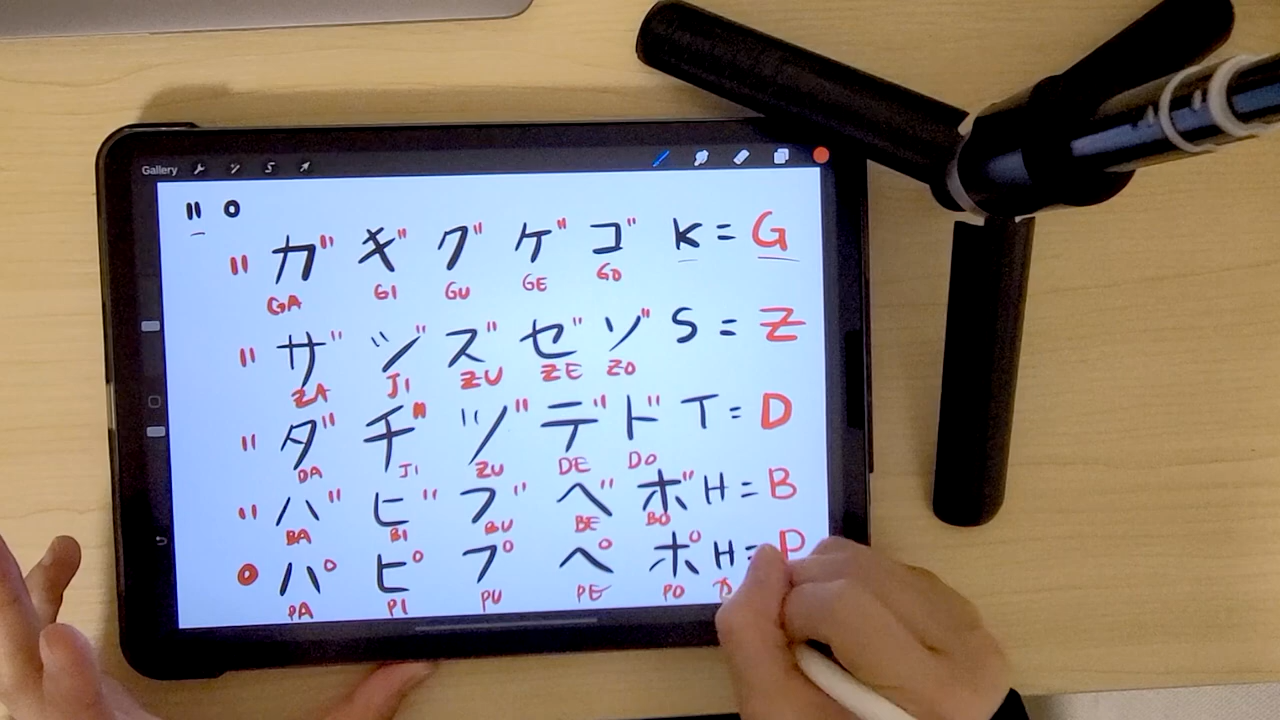 Gallery
" o
" ガ ギ グ ゲ ゴ K = G
GA GI GU GE GO
" ザ ジ ズ ゼ ゾ S = Z
ZA JI ZU ZE ZO
" ダ ヂ ヅ デ ド T = D
DA JI ZU DE DO
" バ ビ ブ ベ ボ H = B
BA BI BU BE BO
o パ ピ プ ペ ポ H = P
PA PI PU PE PO